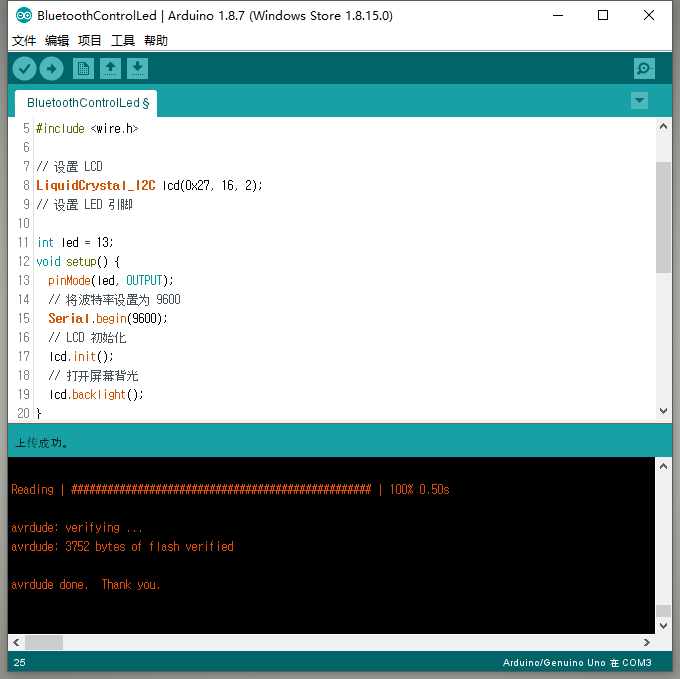 BluetoothControlLed | Arduino 1.8.7 (Windows Store 1.8.15.0)
文件 编辑 项目 工具 帮助
BluetoothControlLed §
5 #include <wire.h>
6
7 // 设置 LCD
8 LiquidCrystal_I2C lcd(0x27, 16, 2);
9 // 设置 LED 引脚
10
11 int led = 13;
12 void setup() {
13 pinMode(led, OUTPUT);
14 // 将波特率设置为 9600
15 Serial.begin(9600);
16 // LCD 初始化
17 lcd.init();
18 // 打开屏幕背光
19 lcd.backlight();
20 }
上传成功。
Reading | ################################################## | 100% 0.50s
avrdude: verifying ...
avrdude: 3752 bytes of flash verified
avrdude done.  Thank you.
25 Arduino/Genuino Uno 在 COM3